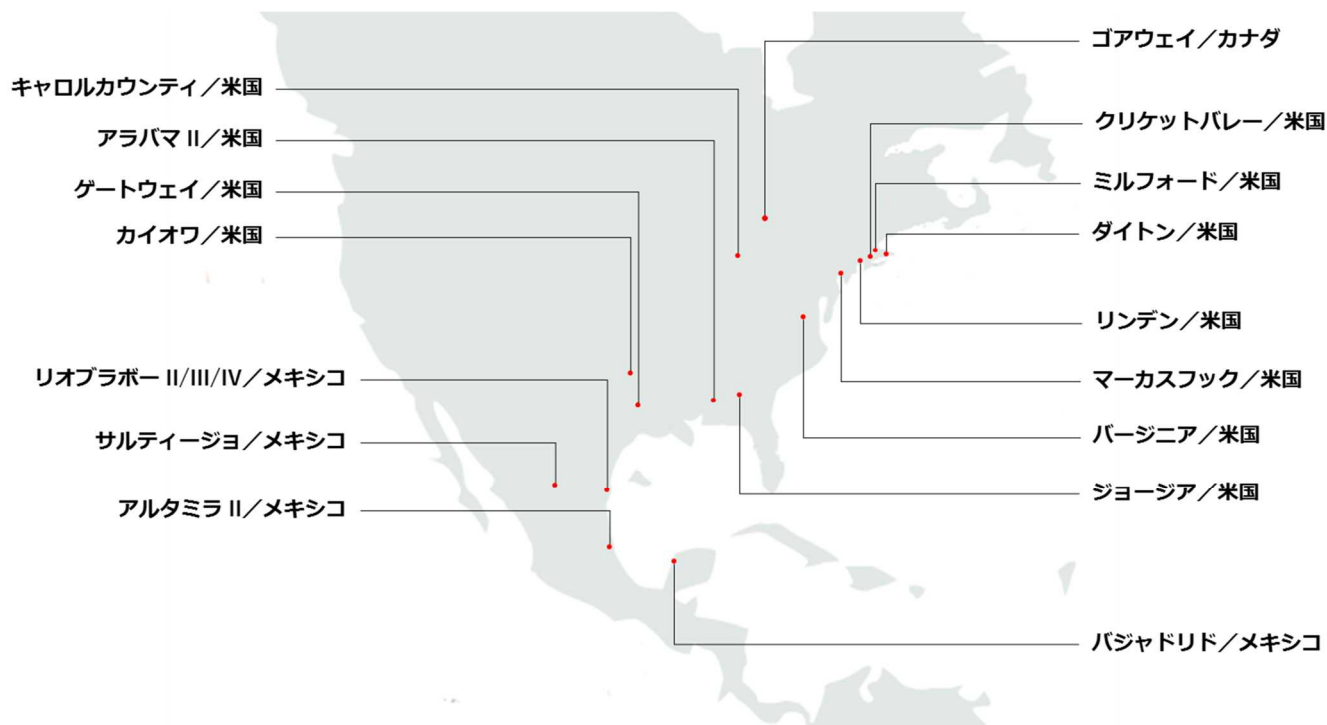 キャロルカウンティ／米国
アラバマ II／米国
ゲートウェイ／米国
カイオワ／米国
リオブラボー II/III/IV／メキシコ
サルティージョ／メキシコ
アルタミラ II／メキシコ
ゴアウェイ／カナダ
クリケットバレー／米国
ミルフォード／米国
ダイトン／米国
リンデン／米国
マーカスフック／米国
バージニア／米国
ジョージア／米国
バジャドリド／メキシコ